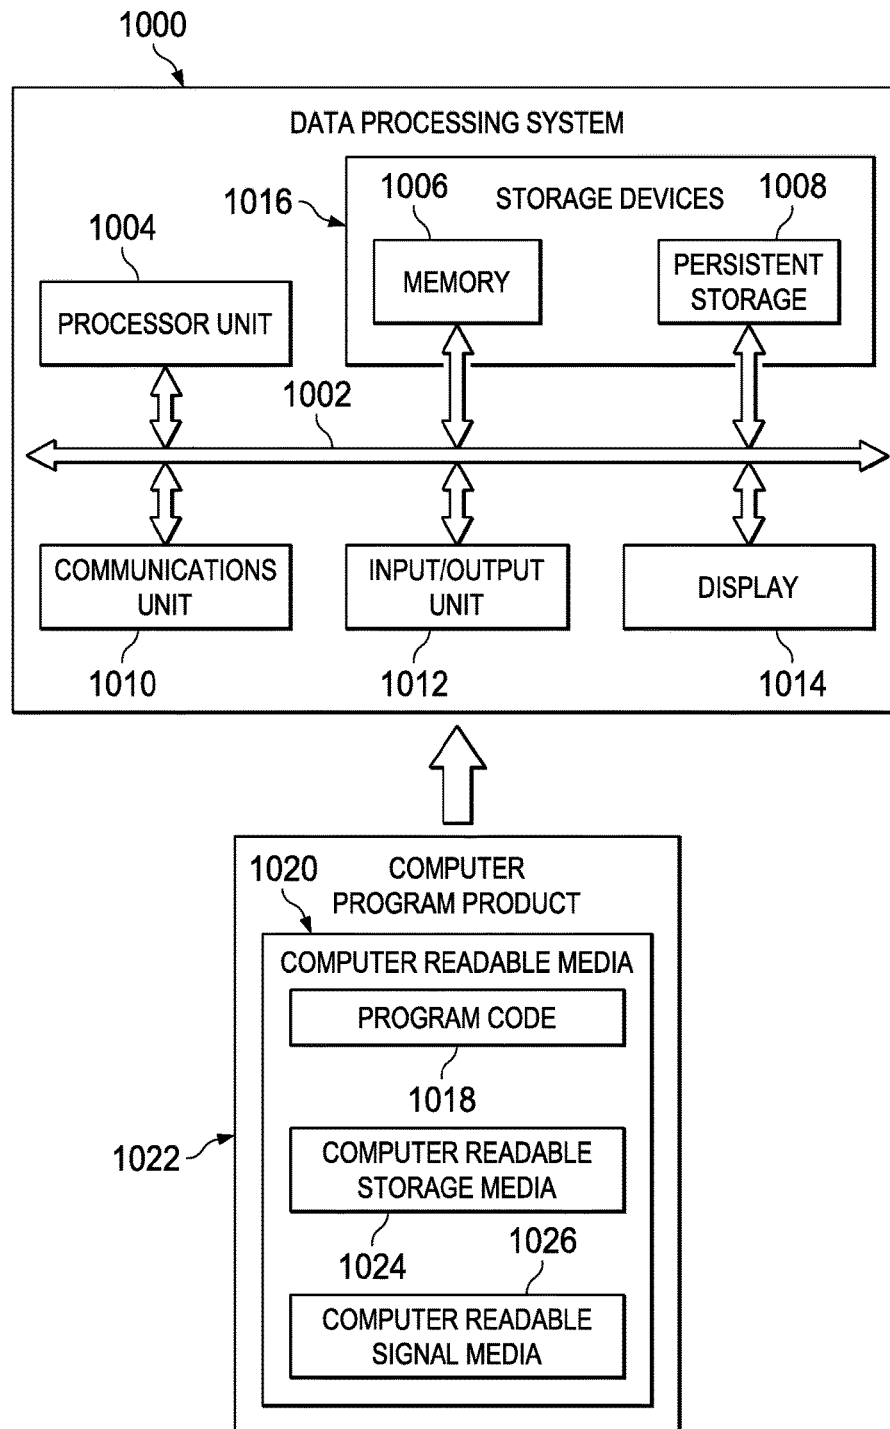 1000
DATA PROCESSING SYSTEM
1016
1006
STORAGE DEVICES
1008
1004
MEMORY
PERSISTENT
STORAGE
PROCESSOR UNIT
1002
COMMUNICATIONS
UNIT
INPUT/OUTPUT
UNIT
DISPLAY
1010
1012
1014
COMPUTER
PROGRAM PRODUCT
1020
COMPUTER READABLE MEDIA
PROGRAM CODE
1018
1022
COMPUTER READABLE
STORAGE MEDIA
1024
1026
COMPUTER READABLE
SIGNAL MEDIA